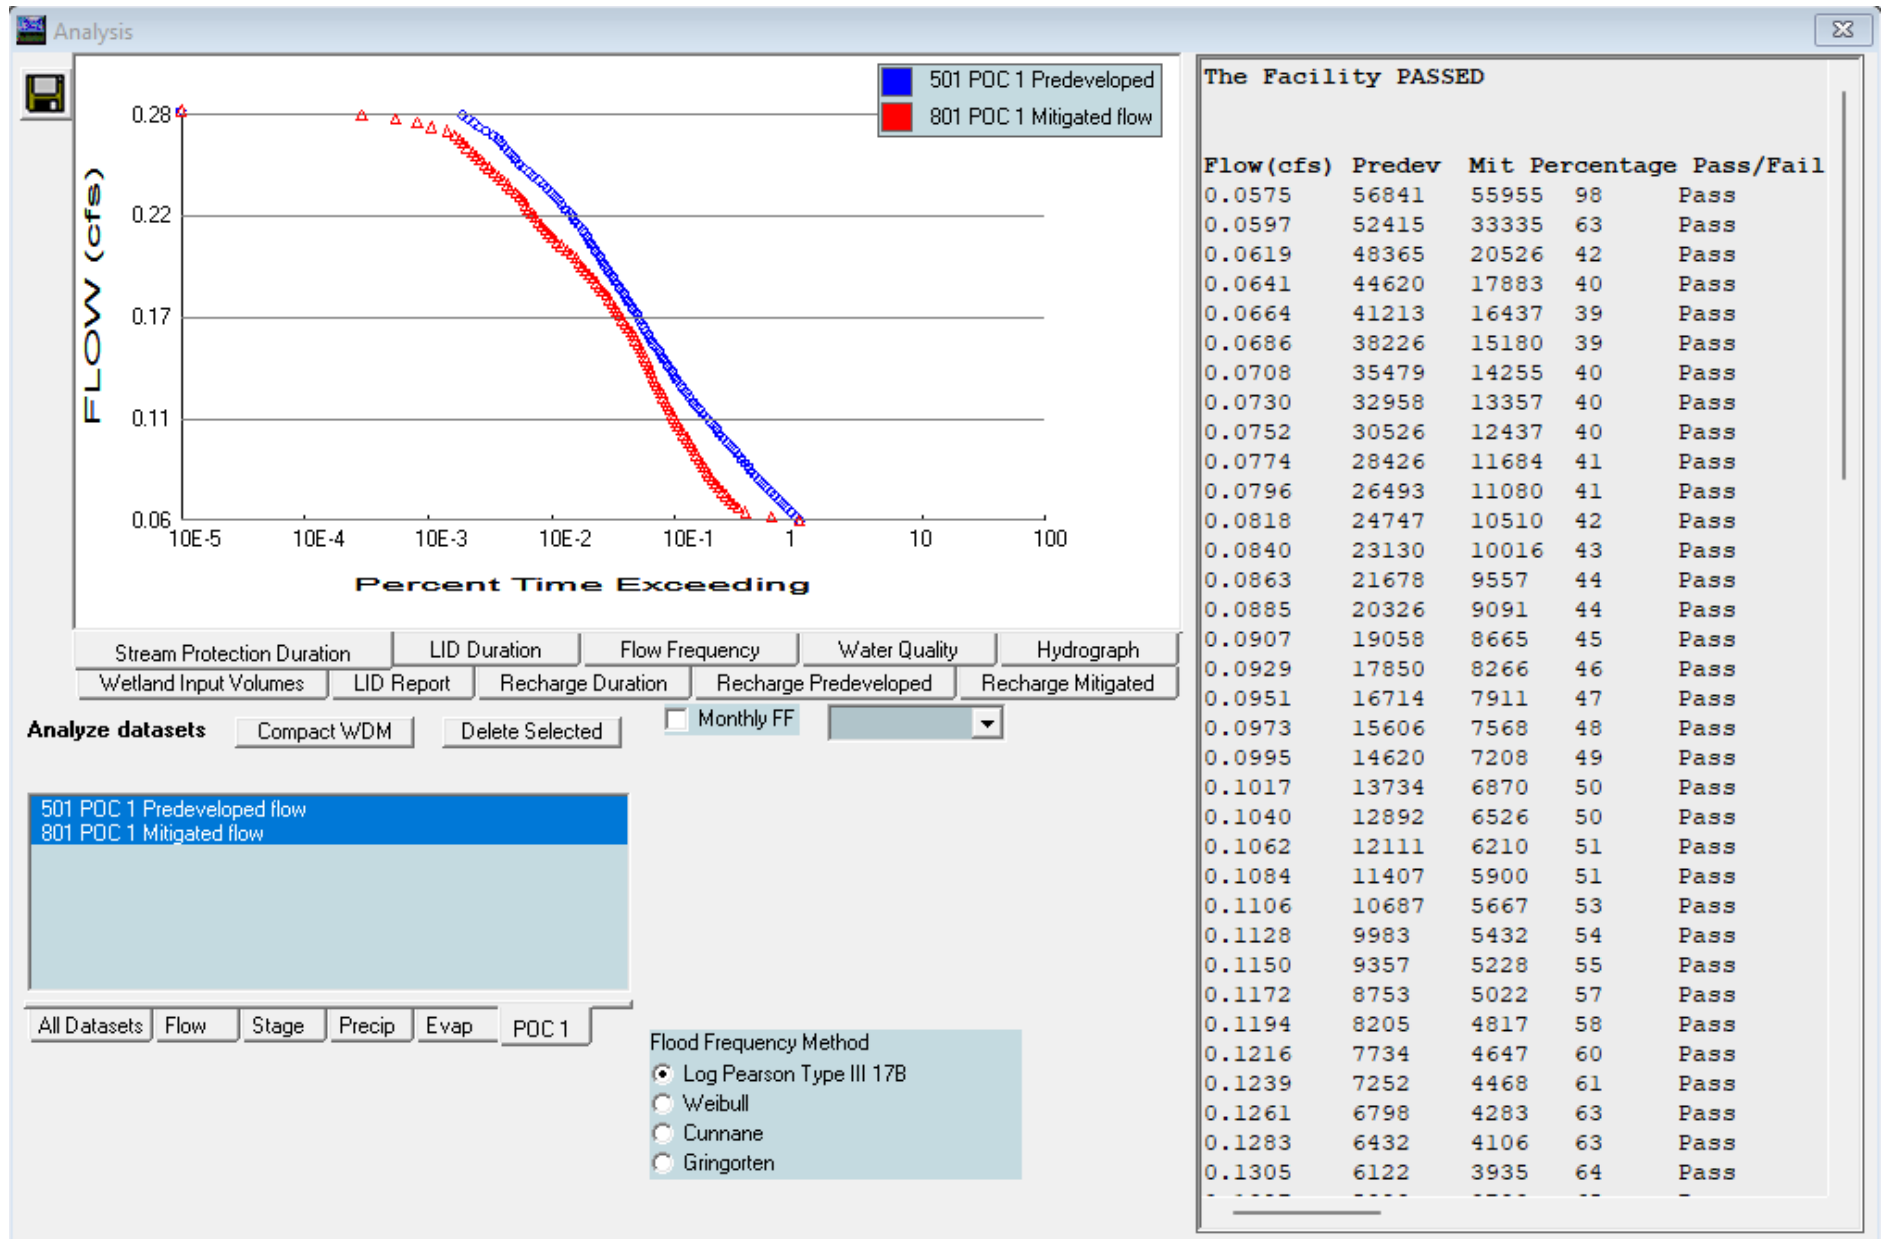 Analysis
501 POC 1 Predeveloped
801 POC 1 Mitigated flow
FLOW (cfs)
0.28
0.22
0.17
0.11
0.06
10E-5 10E-4 10E-3 10E-2 10E-1 1 10 100
Percent Time Exceeding
Stream Protection Duration LID Duration Flow Frequency Water Quality Hydrograph
Wetland Input Volumes LID Report Recharge Duration Recharge Predeveloped Recharge Mitigated
Analyze datasets Compact WDM Delete Selected Monthly FF
501 POC 1 Predeveloped flow
801 POC 1 Mitigated flow
All Datasets Flow Stage Precip Evap POC 1
Flood Frequency Method
Log Pearson Type III 17B
Weibull
Cunnane
Gringorten
The Facility PASSED
Flow(cfs) Predev Mit Percentage Pass/Fail
0.0575 56841 55955 98 Pass
0.0597 52415 33335 63 Pass
0.0619 48365 20526 42 Pass
0.0641 44620 17883 40 Pass
0.0664 41213 16437 39 Pass
0.0686 38226 15180 39 Pass
0.0708 35479 14255 40 Pass
0.0730 32958 13357 40 Pass
0.0752 30526 12437 40 Pass
0.0774 28426 11684 41 Pass
0.0796 26493 11080 41 Pass
0.0818 24747 10510 42 Pass
0.0840 23130 10016 43 Pass
0.0863 21678 9557 44 Pass
0.0885 20326 9091 44 Pass
0.0907 19058 8665 45 Pass
0.0929 17850 8266 46 Pass
0.0951 16714 7911 47 Pass
0.0973 15606 7568 48 Pass
0.0995 14620 7208 49 Pass
0.1017 13734 6870 50 Pass
0.1040 12892 6526 50 Pass
0.1062 12111 6210 51 Pass
0.1084 11407 5900 51 Pass
0.1106 10687 5667 53 Pass
0.1128 9983 5432 54 Pass
0.1150 9357 5228 55 Pass
0.1172 8753 5022 57 Pass
0.1194 8205 4817 58 Pass
0.1216 7734 4647 60 Pass
0.1239 7252 4468 61 Pass
0.1261 6798 4283 63 Pass
0.1283 6432 4106 63 Pass
0.1305 6122 3935 64 Pass